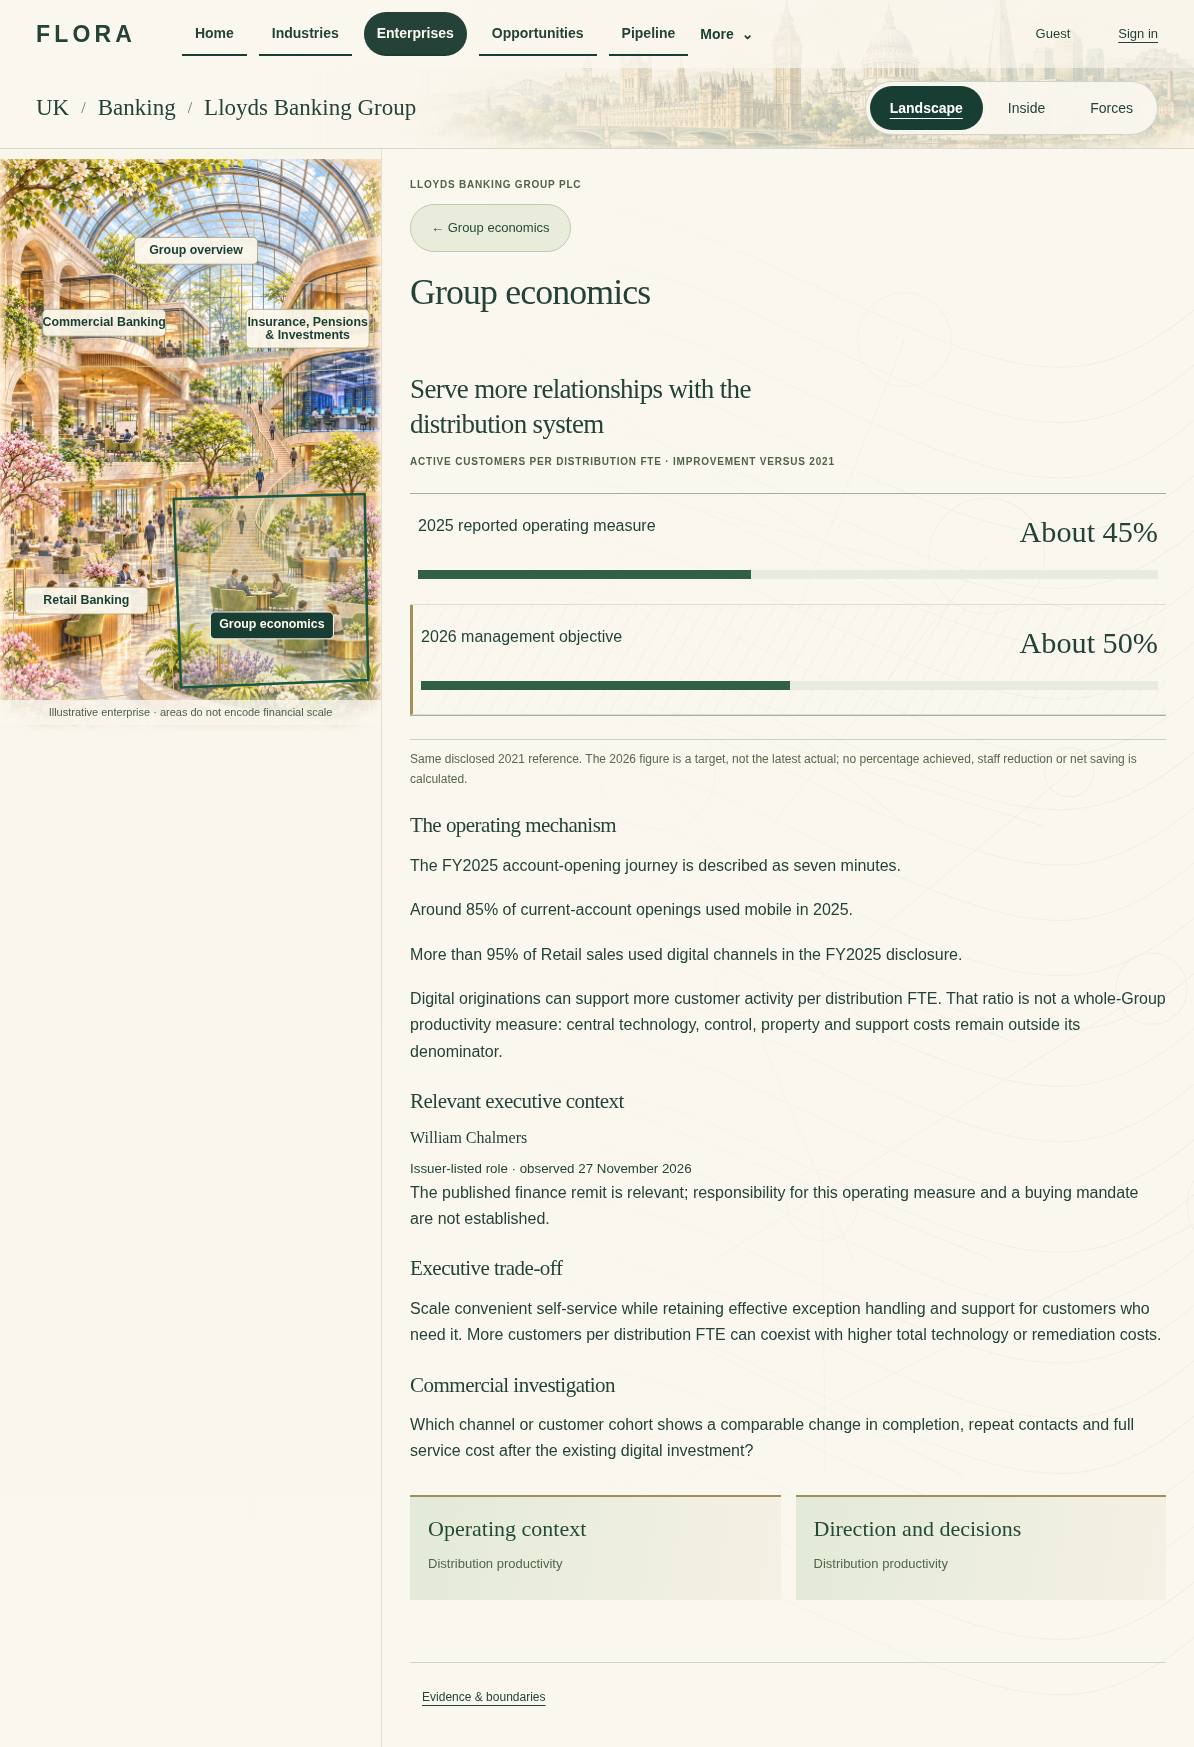 FLORA
Home
Industries
Enterprises
Opportunities
Pipeline
More
Guest
Sign in
UK / Banking / Lloyds Banking Group
Landscape
Inside
Forces
Group overview
Commercial Banking
Insurance, Pensions
& Investments
Retail Banking
Group economics
Illustrative enterprise · areas do not encode financial scale
LLOYDS BANKING GROUP PLC
← Group economics
Group economics
Serve more relationships with the
distribution system
ACTIVE CUSTOMERS PER DISTRIBUTION FTE · IMPROVEMENT VERSUS 2021
2025 reported operating measure
About 45%
2026 management objective
About 50%
Same disclosed 2021 reference. The 2026 figure is a target, not the latest actual; no percentage achieved, staff reduction or net saving is
calculated.
The operating mechanism
The FY2025 account-opening journey is described as seven minutes.
Around 85% of current-account openings used mobile in 2025.
More than 95% of Retail sales used digital channels in the FY2025 disclosure.
Digital originations can support more customer activity per distribution FTE. That ratio is not a whole-Group
productivity measure: central technology, control, property and support costs remain outside its
denominator.
Relevant executive context
William Chalmers
Issuer-listed role · observed 27 November 2026
The published finance remit is relevant; responsibility for this operating measure and a buying mandate
are not established.
Executive trade-off
Scale convenient self-service while retaining effective exception handling and support for customers who
need it. More customers per distribution FTE can coexist with higher total technology or remediation costs.
Commercial investigation
Which channel or customer cohort shows a comparable change in completion, repeat contacts and full
service cost after the existing digital investment?
Operating context
Distribution productivity
Direction and decisions
Distribution productivity
Evidence & boundaries